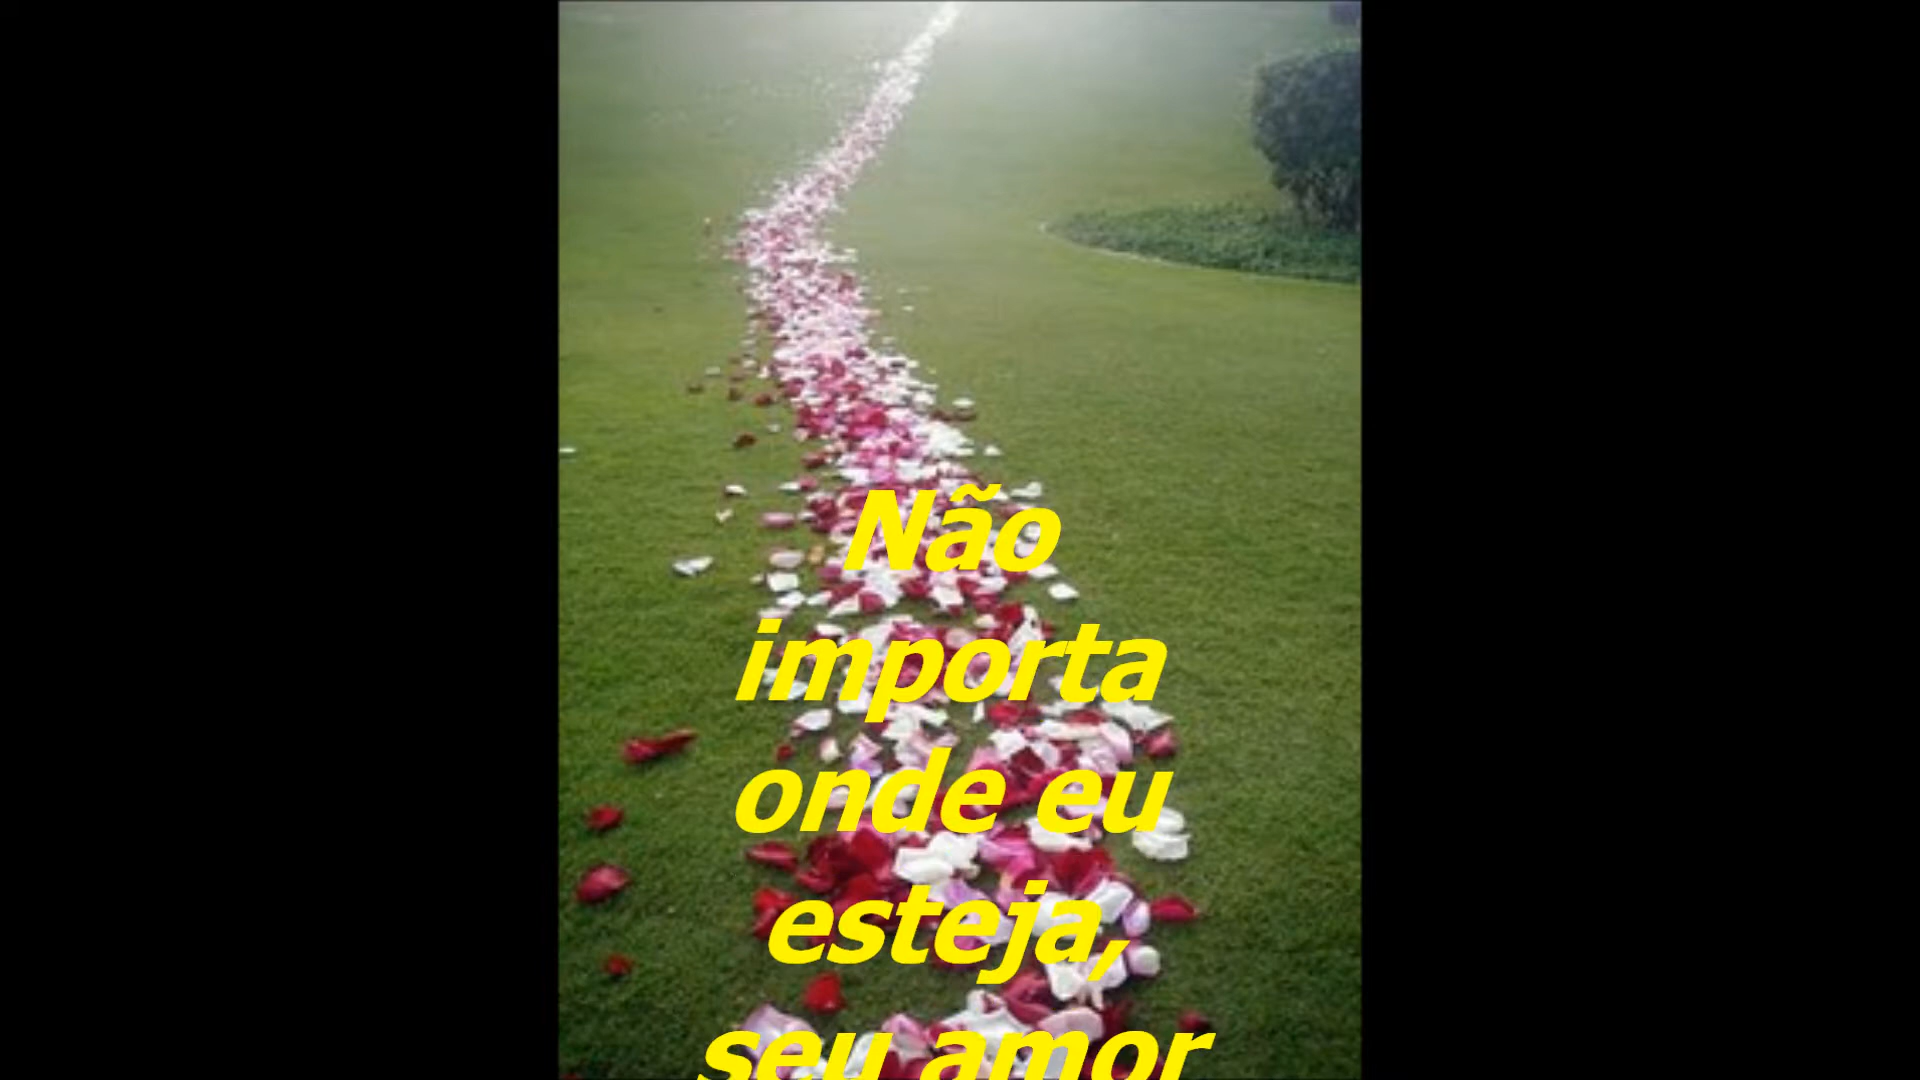 Não
importa
onde eu
esteja,
seu amor